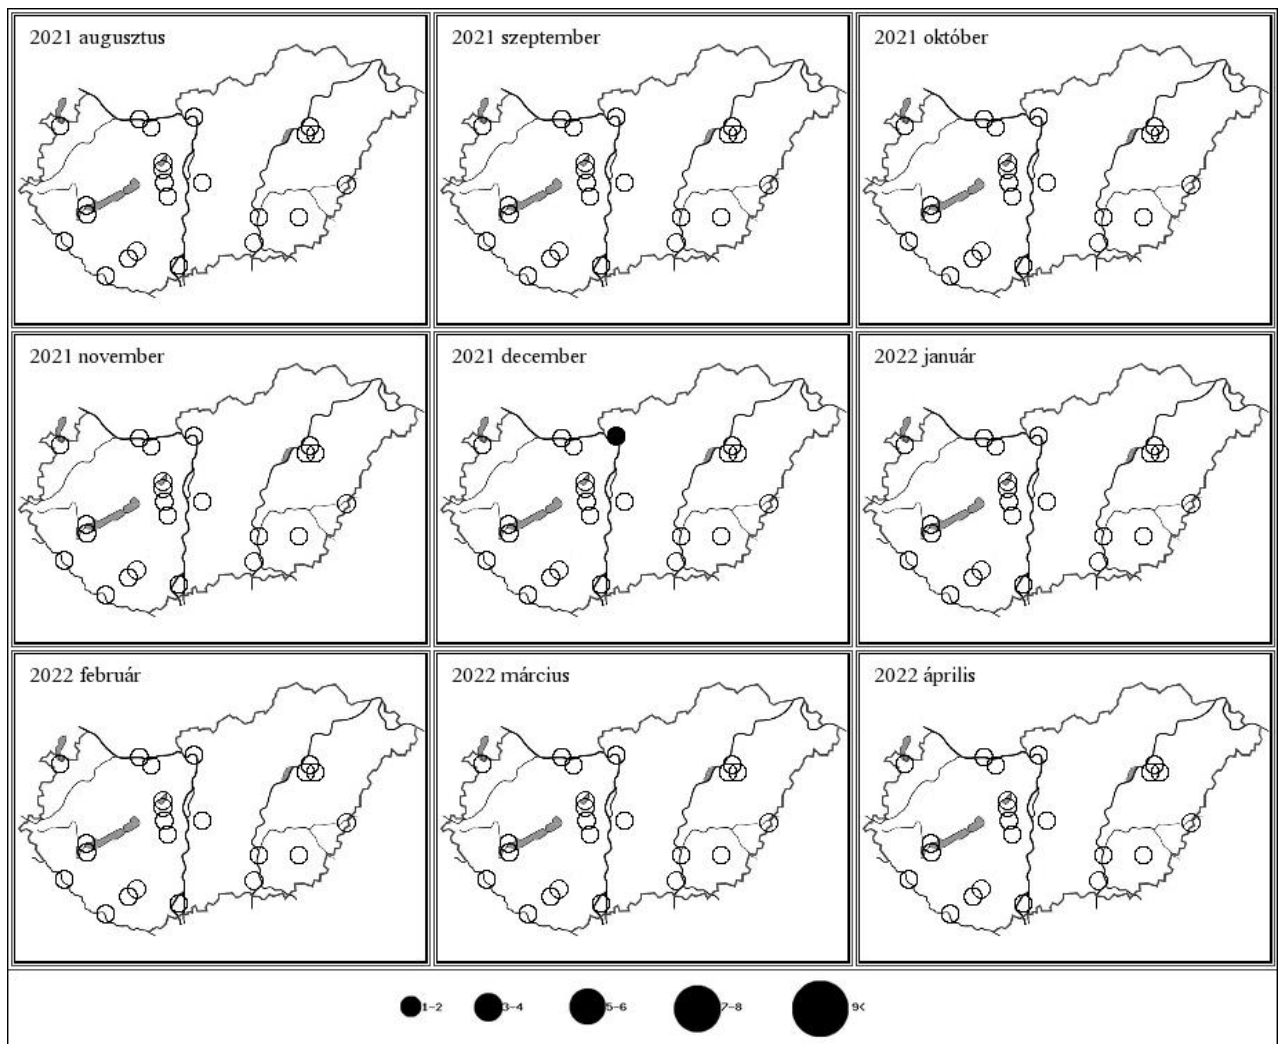 2021 augusztus
2021 szeptember
2021 október
2021 november
2021 december
2022 január
2022 február
2022 március
2022 április
1-2
3-4
5-6
7-8
9<